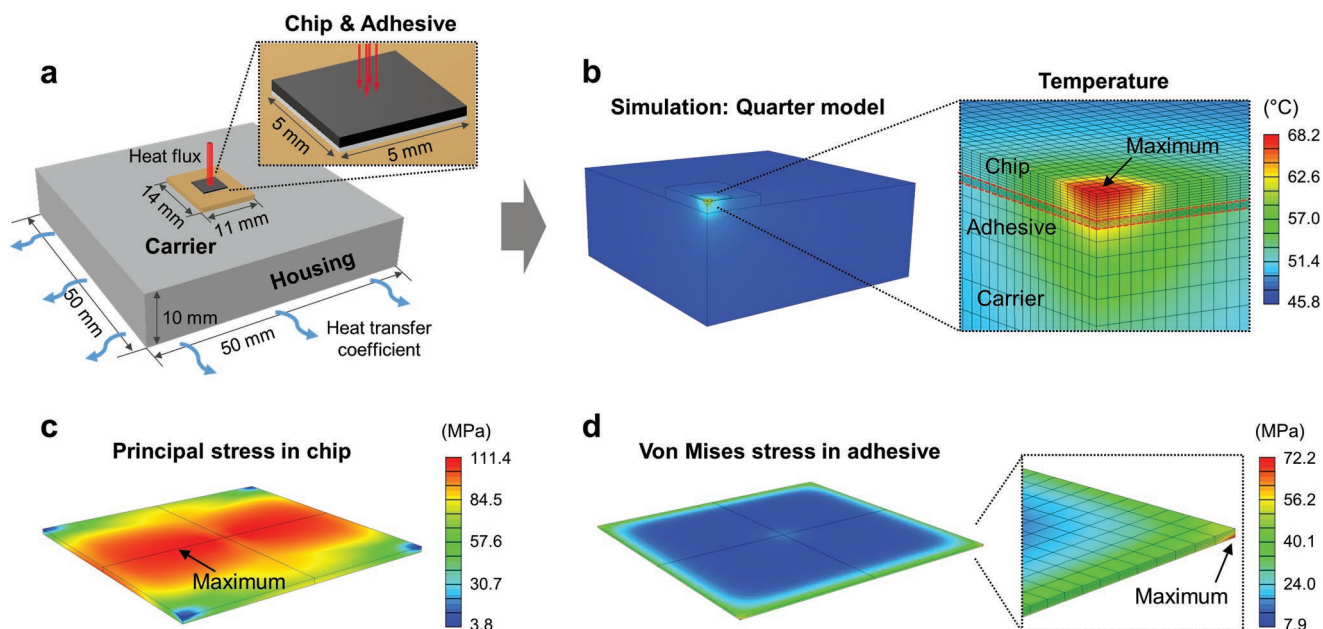 Chip & Adhesive
a
5 mm
5 mm
Heat flux
14 mm
11 mm
Carrier
Housing
50 mm
10 mm
50 mm
Heat transfer
coefficient
b
Simulation: Quarter model
Temperature
(°C)
Maximum
Chip
Adhesive
Carrier
68.2
62.6
57.0
51.4
45.8
c
Principal stress in chip
(MPa)
111.4
84.5
57.6
30.7
3.8
Maximum
d
Von Mises stress in adhesive
(MPa)
72.2
56.2
40.1
24.0
7.9
Maximum